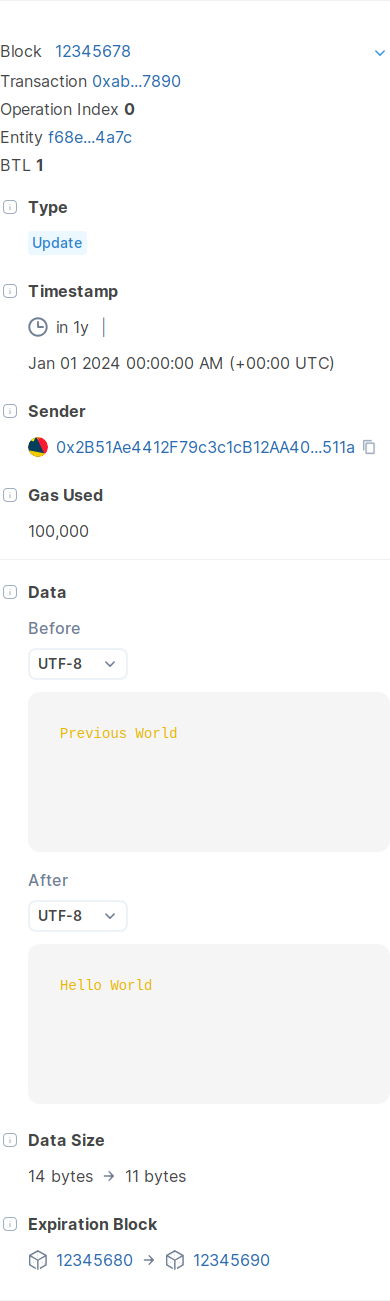 Block 12345678
Transaction 0xab...7890
Operation Index 0
Entity f68e...4a7c
BTL 1
Type
Update
Timestamp
in 1y |
Jan 01 2024 00:00:00 AM (+00:00 UTC)
Sender
0x2B51Ae4412F79c3c1cB12AA40...511a
Gas Used
100,000
Data
Before
UTF-8
Previous World
After
UTF-8
Hello World
Data Size
14 bytes → 11 bytes
Expiration Block
12345680 → 12345690